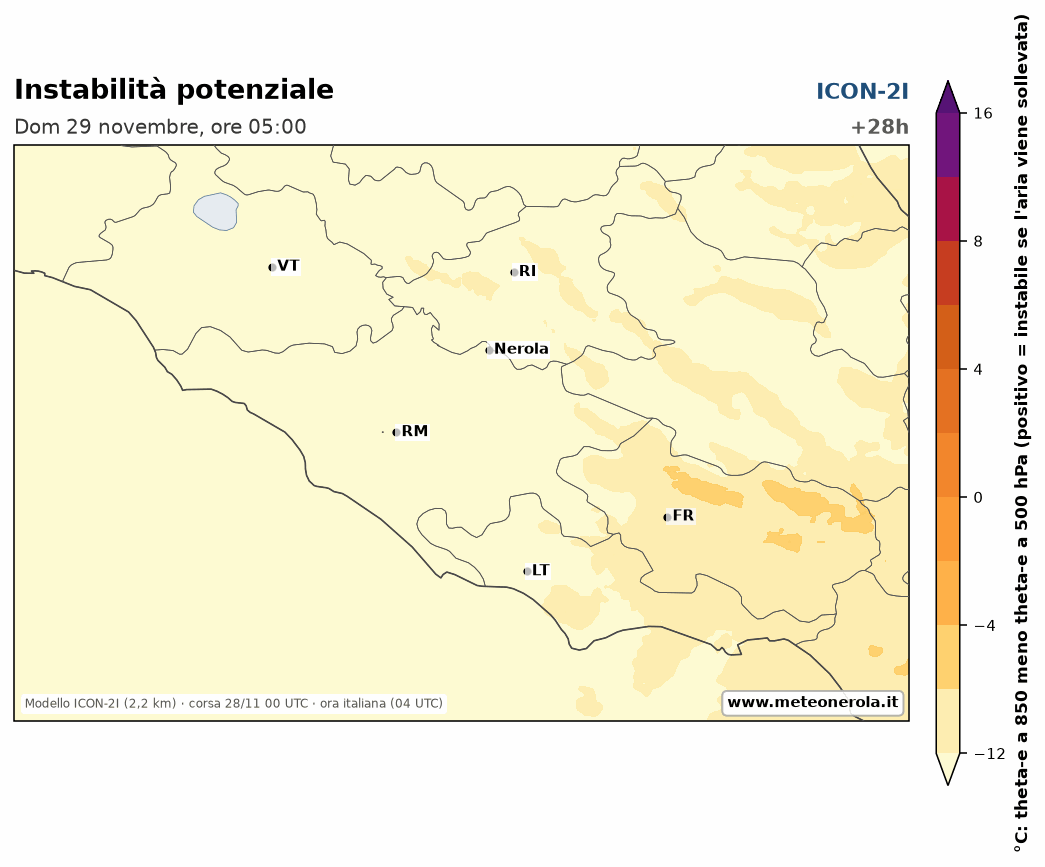 Instabilità potenziale
ICON-2I
Dom 29 novembre, ore 05:00
+28h
VT
RI
Nerola
RM
FR
LT
Modello ICON-2I (2,2 km) · corsa 28/11 00 UTC · ora italiana (04 UTC)
www.meteonerola.it
16
8
4
0
−4
−12
°C: theta-e a 850 meno theta-e a 500 hPa (positivo = instabile se l'aria viene sollevata)